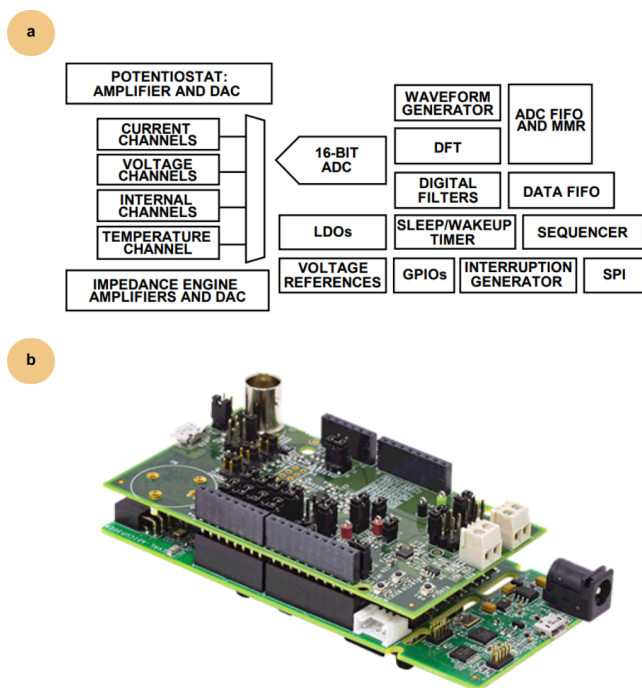 a
POTENTIOSTAT:
AMPLIFIER AND DAC
CURRENT
CHANNELS
VOLTAGE
CHANNELS
INTERNAL
CHANNELS
TEMPERATURE
CHANNEL
IMPEDANCE ENGINE
AMPLIFIERS AND DAC
16-BIT
ADC
WAVEFORM
GENERATOR
ADC FIFO
AND MMR
DFT
DIGITAL
FILTERS
DATA FIFO
LDOs
SLEEP/WAKEUP
TIMER
SEQUENCER
VOLTAGE
REFERENCES
GPIOs
INTERRUPTION
GENERATOR
SPI
b